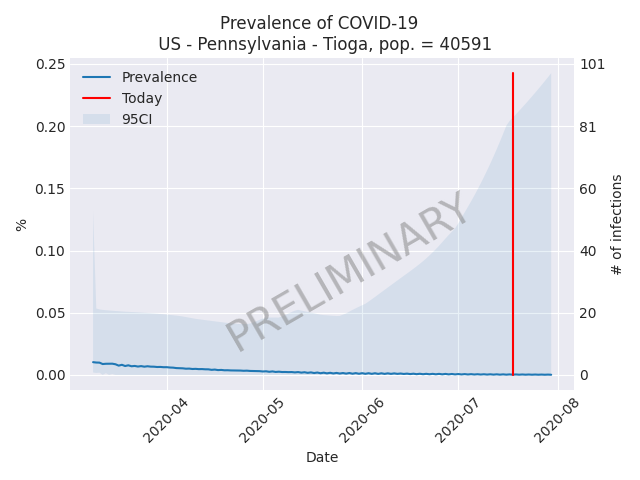 Prevalence of COVID-19
US - Pennsylvania - Tioga, pop. = 40591
Prevalence
Today
95CI
PRELIMINARY
%
0.25
0.20
0.15
0.10
0.05
0.00
101
81
60
40
20
0
# of infections
2020-04
2020-05
2020-06
2020-07
2020-08
Date